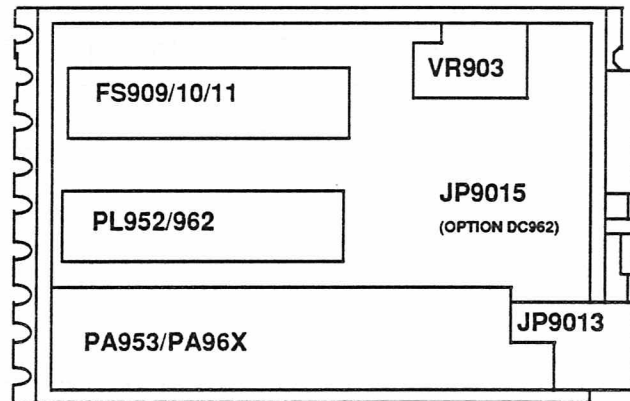 VR903
FS909/10/11
JP9015
(OPTION DC962)
PL952/962
JP9013
PA953/PA96X